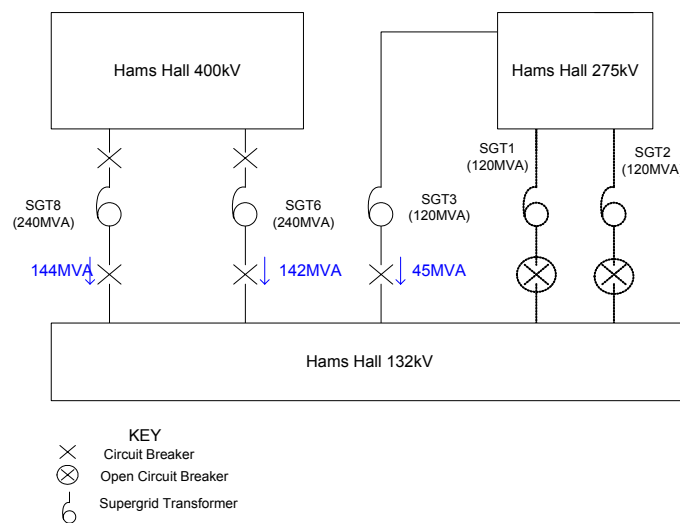 Hams Hall 400kV
Hams Hall 275kV
SGT1
(120MVA)
SGT2
(120MVA
SGT8
(240MVA)
SGT6
(240MVA)
SGT3
(120MVA)
144MVA
142MVA
45MVA
Hams Hall 132kV
KEY
Circuit Breaker
Open Circuit Breaker
Supergrid Transformer